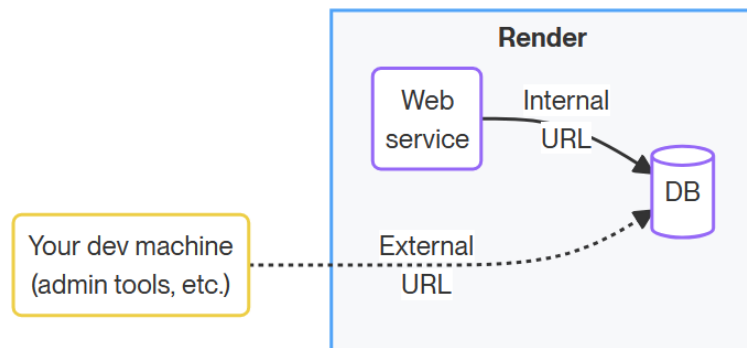 Render
Web
service
Internal
URL
DB
Your dev machine
(admin tools, etc.)
External
URL